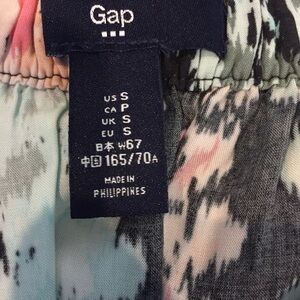 Gap
US S
CA P
UK S
EU S
日本 W67
中国 165/70A
MADE IN
PHILIPPINES